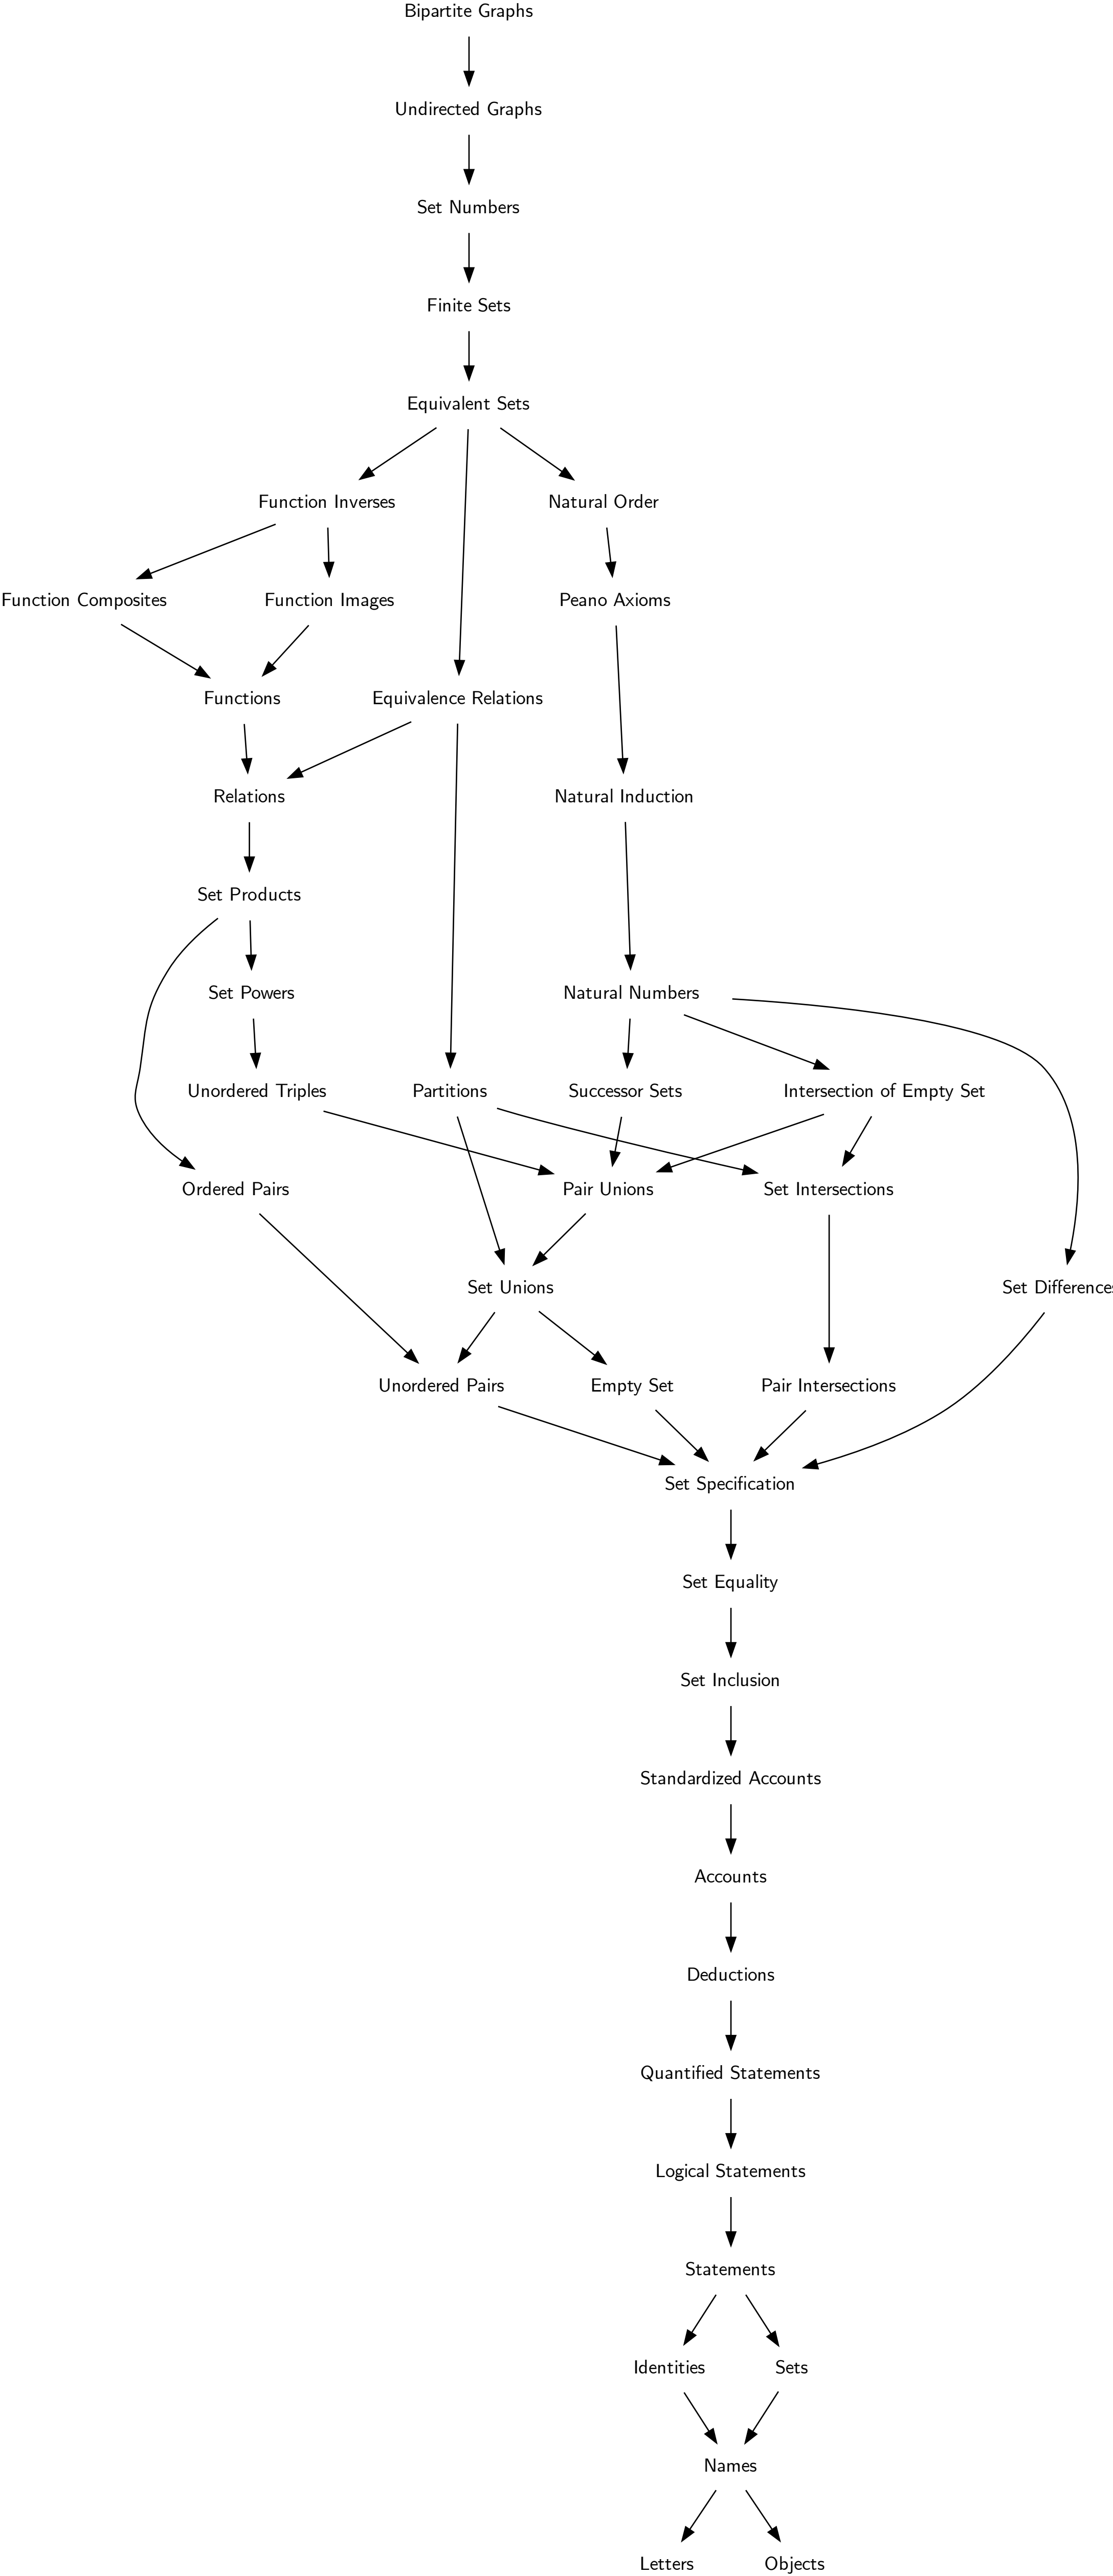 Bipartite Graphs
Undirected Graphs
Set Numbers
Finite Sets
Equivalent Sets
Function Inverses
Natural Order
Function Composites
Function Images
Peano Axioms
Functions
Equivalence Relations
Relations
Natural Induction
Set Products
Set Powers
Natural Numbers
Unordered Triples
Partitions
Successor Sets
Intersection of Empty Set
Ordered Pairs
Pair Unions
Set Intersections
Set Unions
Set Differences
Unordered Pairs
Empty Set
Pair Intersections
Set Specification
Set Equality
Set Inclusion
Standardized Accounts
Accounts
Deductions
Quantified Statements
Logical Statements
Statements
Identities
Sets
Names
Letters
Objects